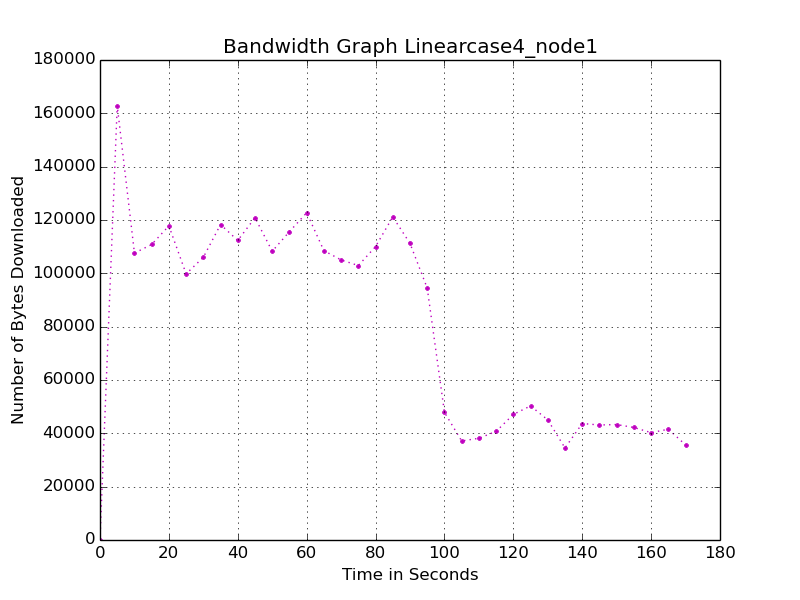 Bandwidth Graph Linearcase4_node1
180000
160000
140000
120000
100000
80000
60000
40000
20000
0
Number of Bytes Downloaded
0 20 40 60 80 100 120 140 160 180
Time in Seconds